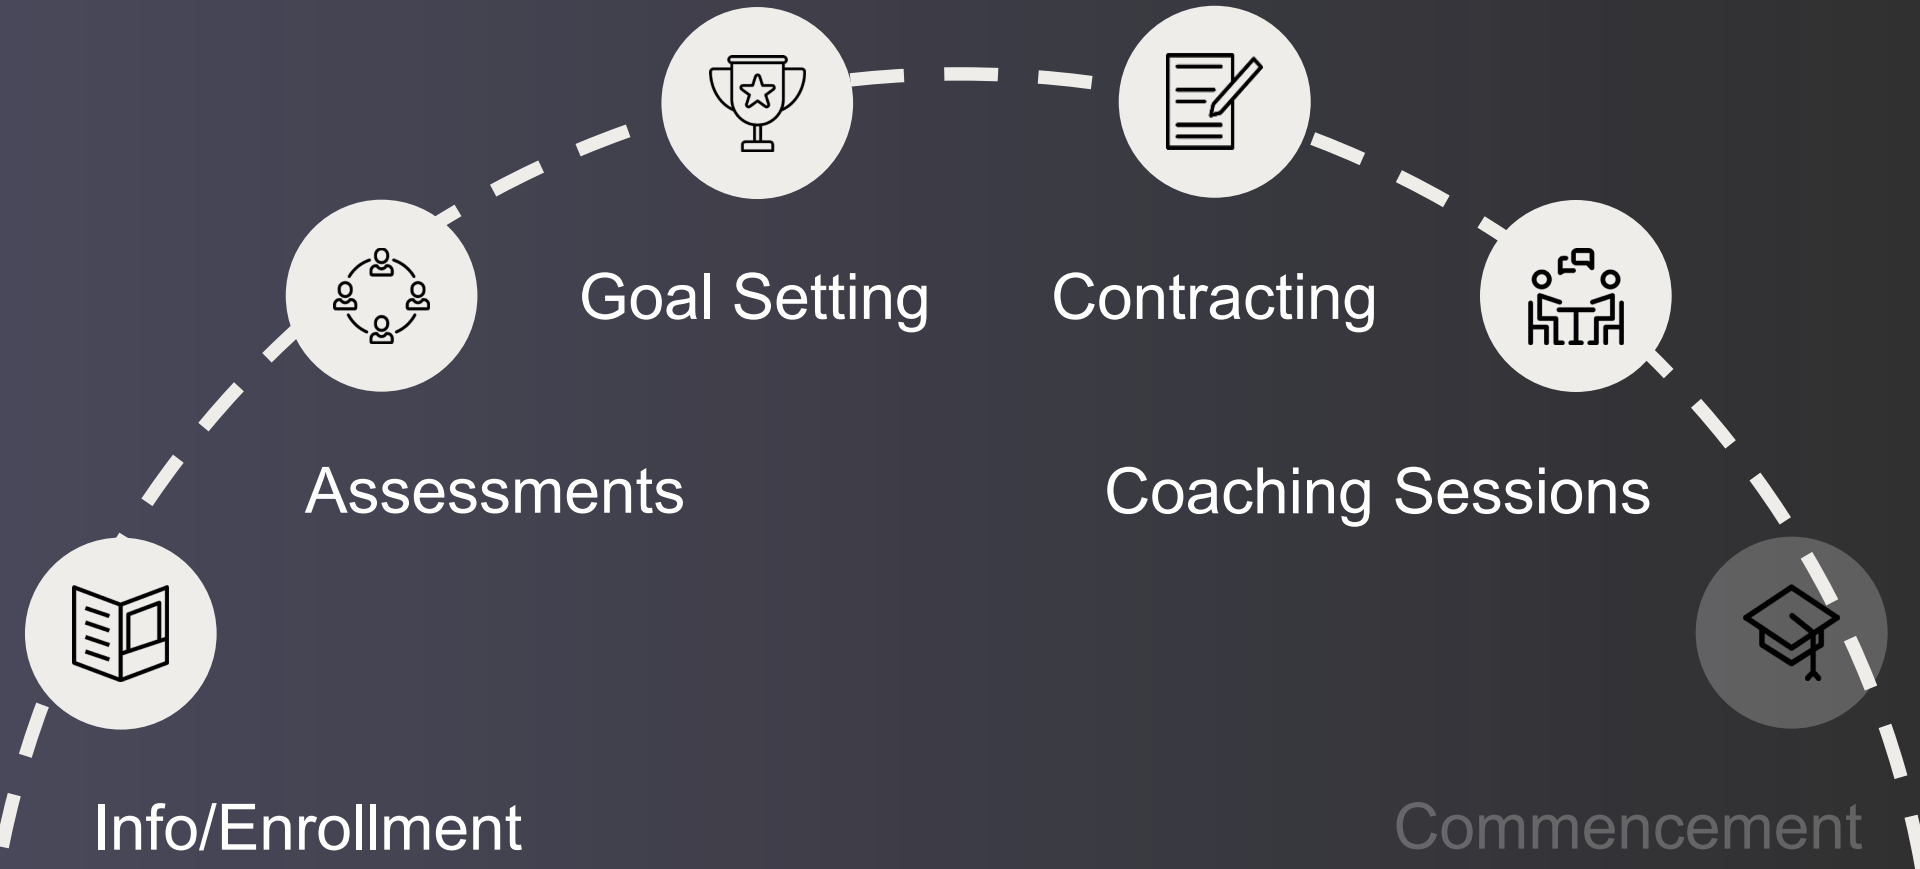 Goal Setting
Contracting
Assessments
Coaching Sessions
Info/Enrollment
Commencement